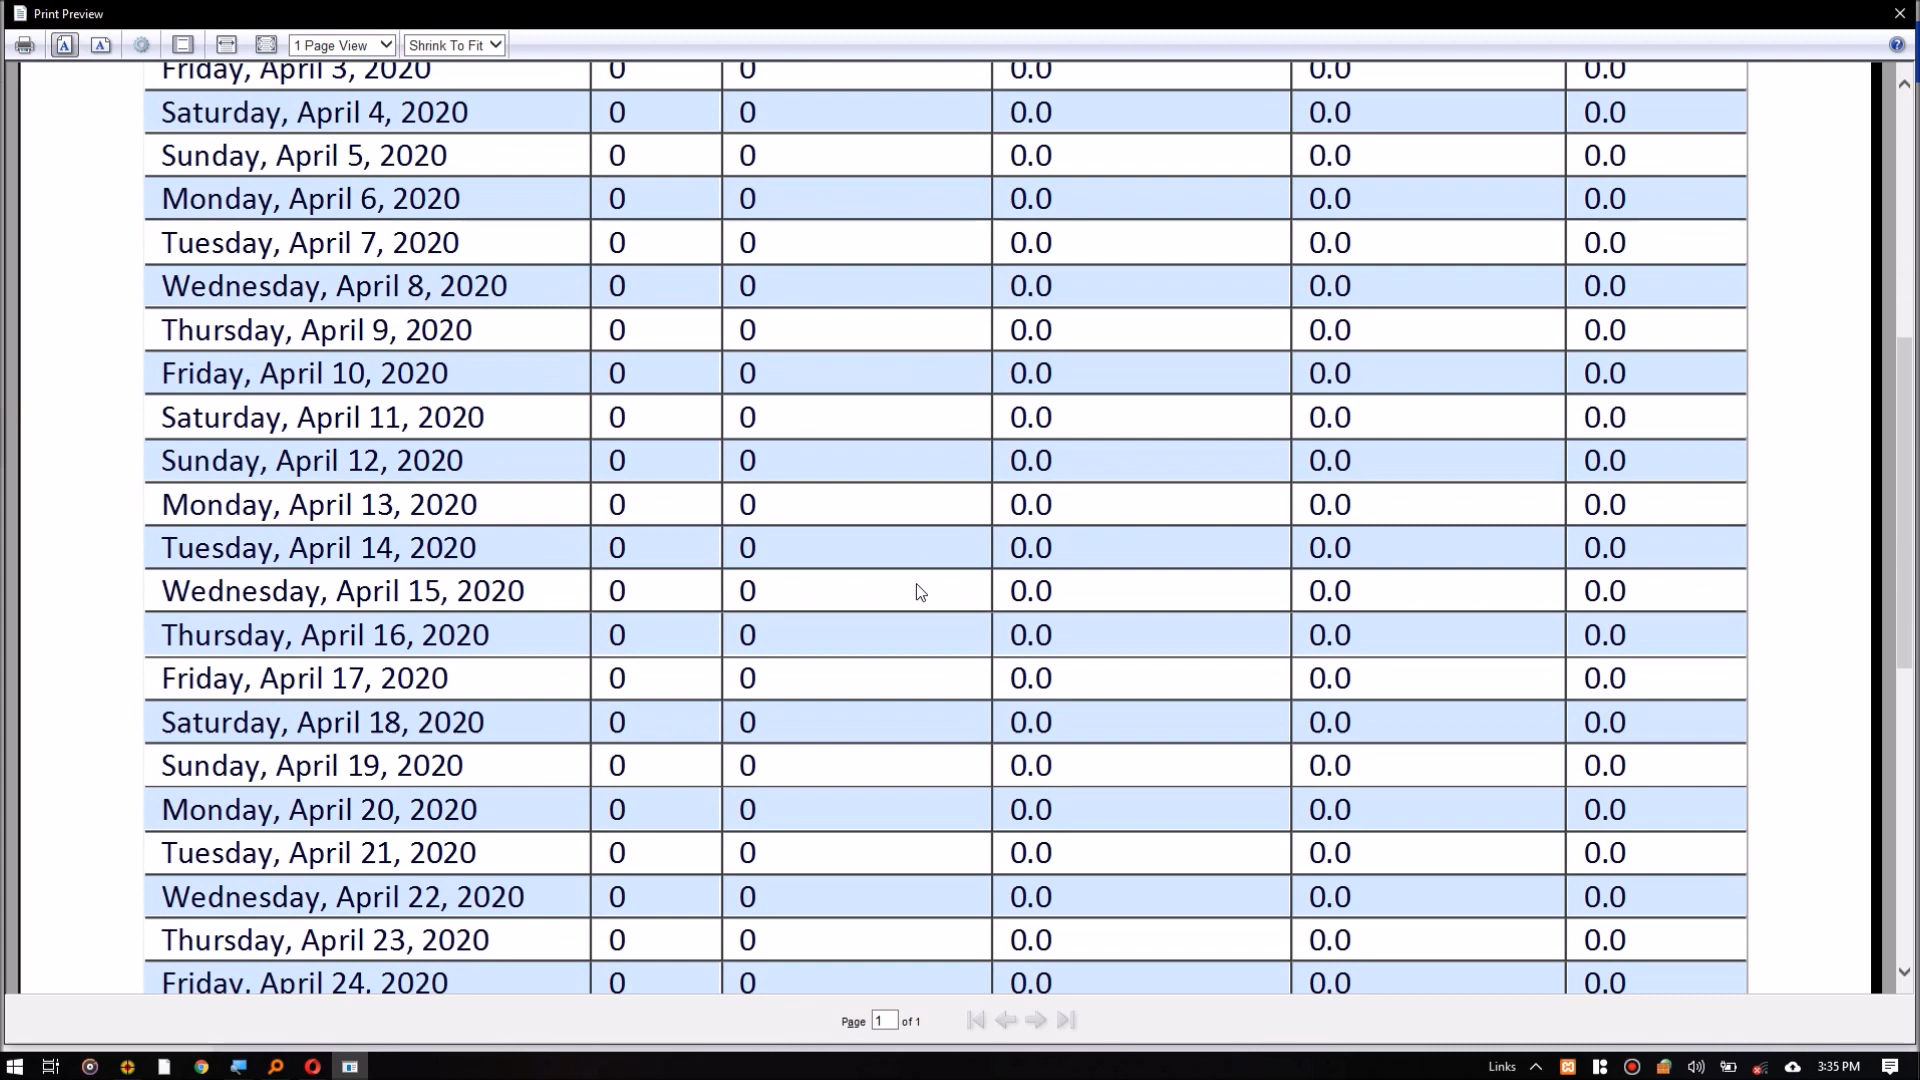 Print Preview
1 Page View Shrink To Fit
Friday, April 3, 2020 0 0 0.0 0.0 0.0
Saturday, April 4, 2020 0 0 0.0 0.0 0.0
Sunday, April 5, 2020 0 0 0.0 0.0 0.0
Monday, April 6, 2020 0 0 0.0 0.0 0.0
Tuesday, April 7, 2020 0 0 0.0 0.0 0.0
Wednesday, April 8, 2020 0 0 0.0 0.0 0.0
Thursday, April 9, 2020 0 0 0.0 0.0 0.0
Friday, April 10, 2020 0 0 0.0 0.0 0.0
Saturday, April 11, 2020 0 0 0.0 0.0 0.0
Sunday, April 12, 2020 0 0 0.0 0.0 0.0
Monday, April 13, 2020 0 0 0.0 0.0 0.0
Tuesday, April 14, 2020 0 0 0.0 0.0 0.0
Wednesday, April 15, 2020 0 0 0.0 0.0 0.0
Thursday, April 16, 2020 0 0 0.0 0.0 0.0
Friday, April 17, 2020 0 0 0.0 0.0 0.0
Saturday, April 18, 2020 0 0 0.0 0.0 0.0
Sunday, April 19, 2020 0 0 0.0 0.0 0.0
Monday, April 20, 2020 0 0 0.0 0.0 0.0
Tuesday, April 21, 2020 0 0 0.0 0.0 0.0
Wednesday, April 22, 2020 0 0 0.0 0.0 0.0
Thursday, April 23, 2020 0 0 0.0 0.0 0.0
Friday, April 24, 2020 0 0 0.0 0.0 0.0
Page 1 of 1
Links 3:35 PM